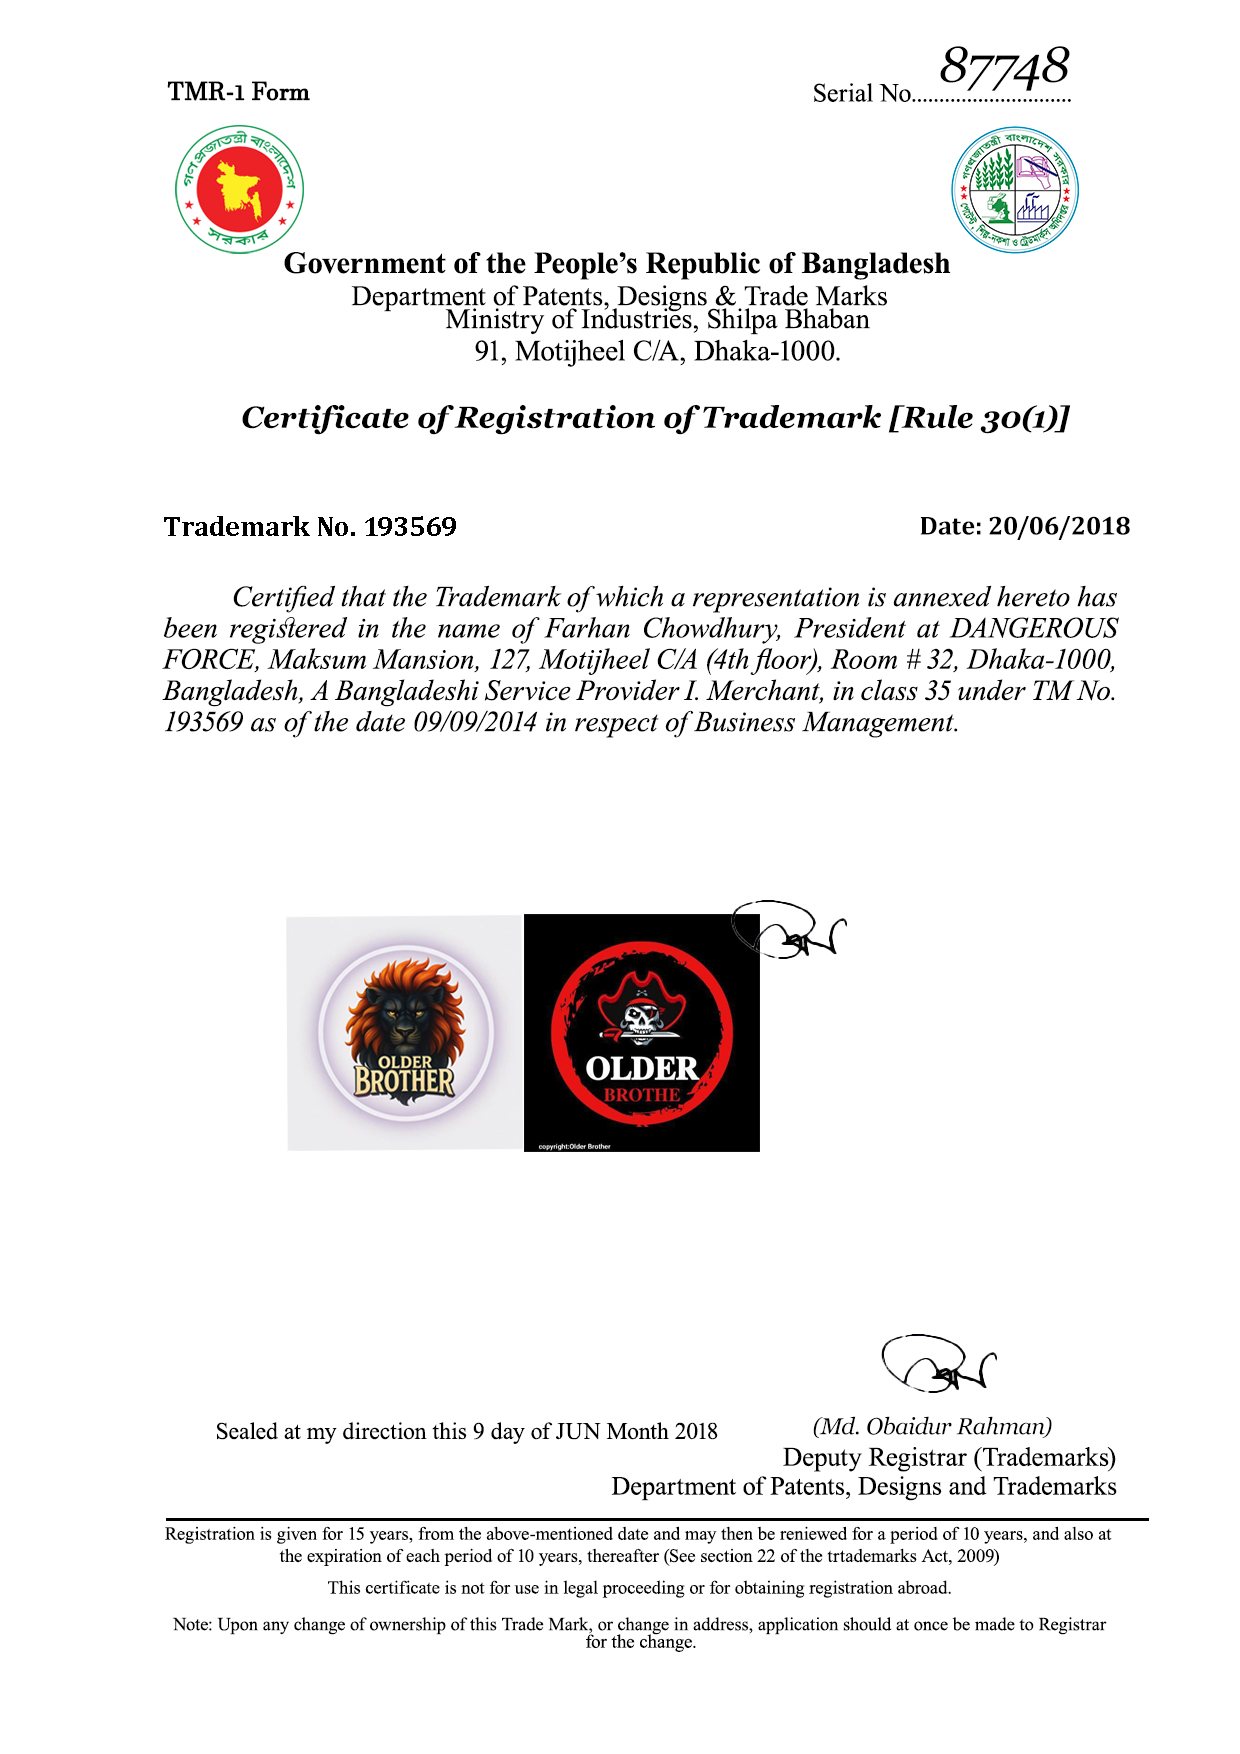 TMR-1 Form
Serial No............................. 87748
গণপ্রজাতন্ত্রী বাংলাদেশ
সরকার
গণপ্রজাতন্ত্রী বাংলাদেশ সরকার
পেটেন্ট, শিল্প-নকশা ও ট্রেডমার্কস অধিদপ্তর
Government of the People's Republic of Bangladesh
Department of Patents, Designs & Trade Marks
Ministry of Industries, Shilpa Bhaban
91, Motijheel C/A, Dhaka-1000.
Certificate of Registration of Trademark [Rule 30(1)]
Trademark No. 193569
Date: 20/06/2018
Certified that the Trademark of which a representation is annexed hereto has
been registered in the name of Farhan Chowdhury, President at DANGEROUS
FORCE, Maksum Mansion, 127, Motijheel C/A (4th floor), Room # 32, Dhaka-1000,
Bangladesh, A Bangladeshi Service Provider I. Merchant, in class 35 under TM No.
193569 as of the date 09/09/2014 in respect of Business Management.
OLDER
BROTHER
OLDER
BROTHE
copyright:Older Brother
Sealed at my direction this 9 day of JUN Month 2018
(Md. Obaidur Rahman)
Deputy Registrar (Trademarks)
Department of Patents, Designs and Trademarks
Registration is given for 15 years, from the above-mentioned date and may then be reniewed for a period of 10 years, and also at
the expiration of each period of 10 years, thereafter (See section 22 of the trtademarks Act, 2009)
This certificate is not for use in legal proceeding or for obtaining registration abroad.
Note: Upon any change of ownership of this Trade Mark, or change in address, application should at once be made to Registrar
for the change.